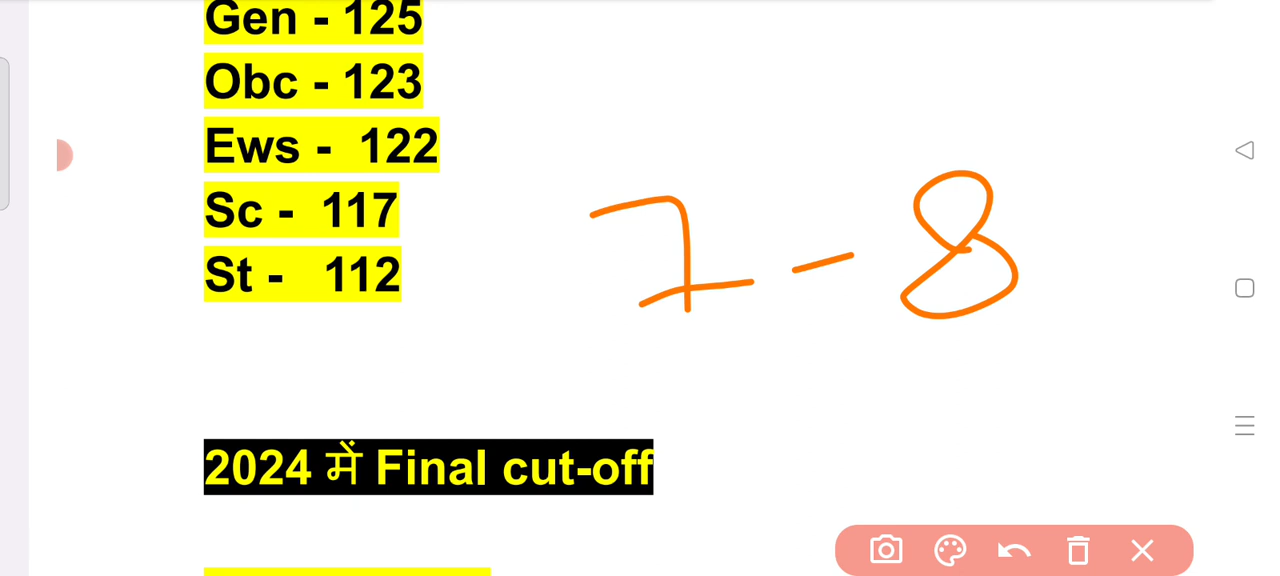 Gen - 125
Obc - 123
Ews - 122
Sc - 117
St - 112
7 - 8
2024 में Final cut-off